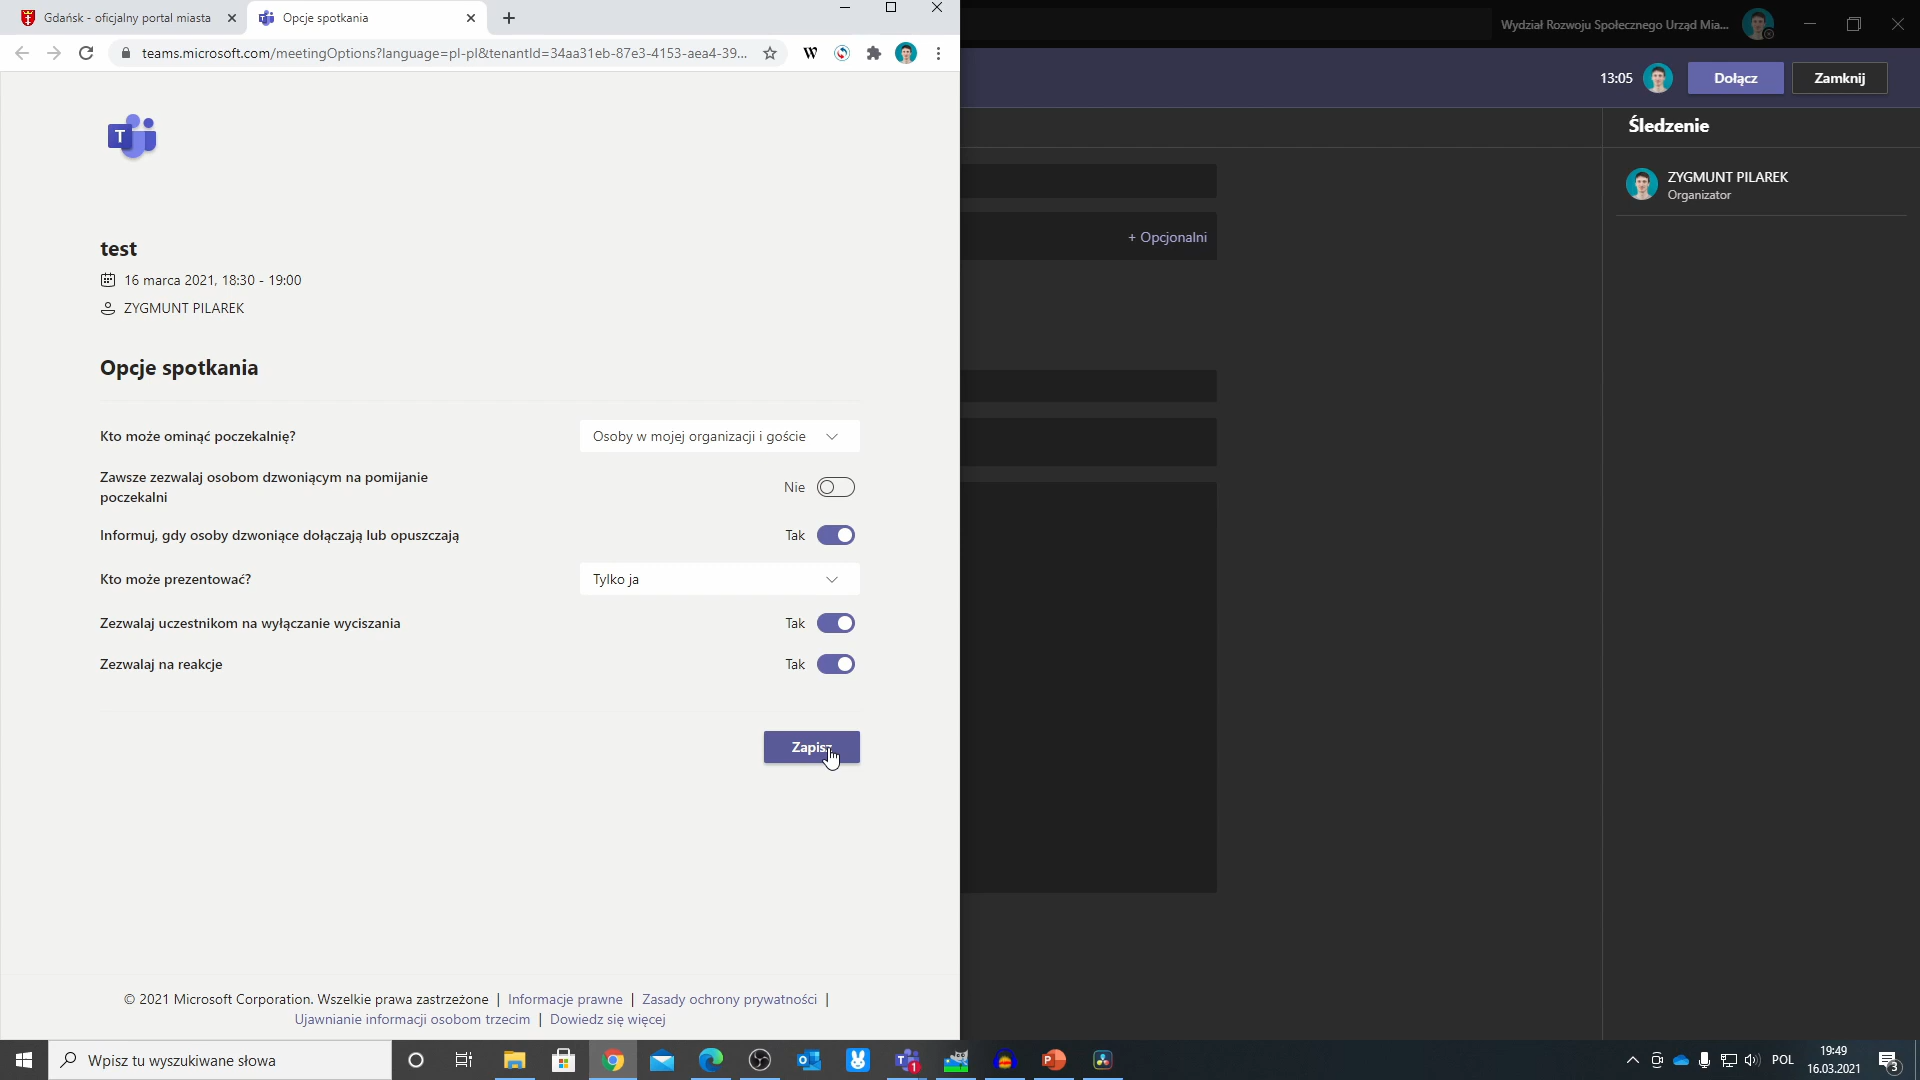 Gdańsk - oficjalny portal miasta
Opcje spotkania
teams.microsoft.com/meetingOptions?language=pl-pl&tenantId=34aa31eb-87e3-4153-aea4-39...
W
T
test
16 marca 2021, 18:30 - 19:00
ZYGMUNT PILAREK
Opcje spotkania
Kto może ominąć poczekalnię?
Osoby w mojej organizacji i goście
Zawsze zezwalaj osobom dzwoniącym na pomijanie
poczekalni
Nie
Informuj, gdy osoby dzwoniące dołączają lub opuszczają
Tak
Kto może prezentować?
Tylko ja
Zezwalaj uczestnikom na wyłączanie wyciszania
Tak
Zezwalaj na reakcje
Tak
Zapisz
© 2021 Microsoft Corporation. Wszelkie prawa zastrzeżone | Informacje prawne | Zasady ochrony prywatności |
Ujawnianie informacji osobom trzecim | Dowiedz się więcej
Wydział Rozwoju Społecznego Urząd Mia...
13:05
Dołącz
Zamknij
Śledzenie
ZYGMUNT PILAREK
Organizator
+ Opcjonalni
Wpisz tu wyszukiwane słowa
POL
19:49
16.03.2021
3